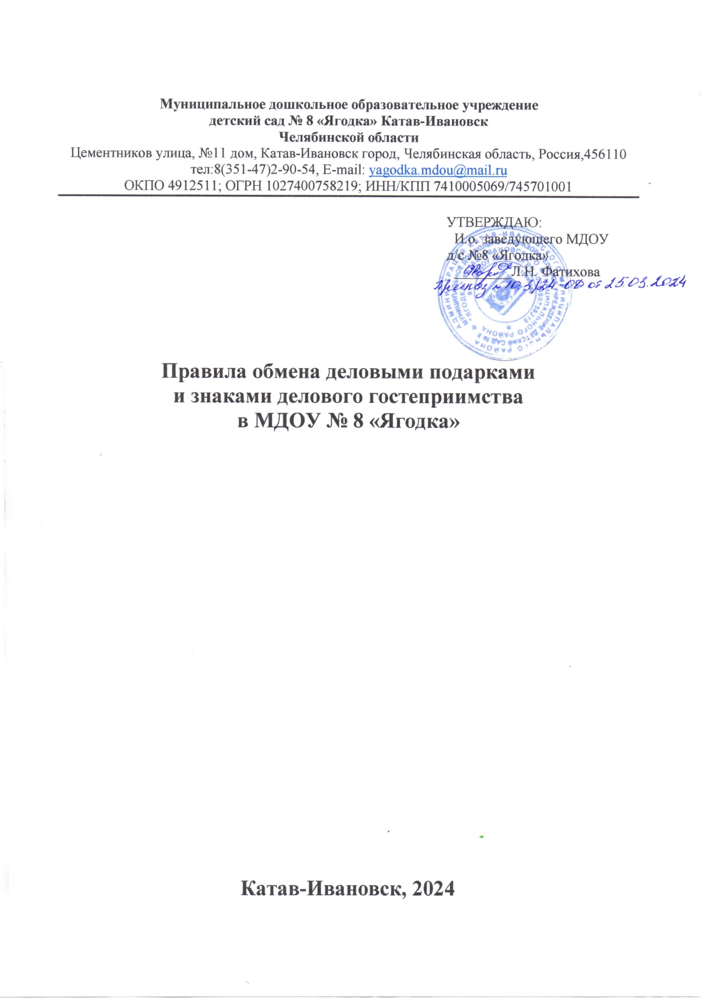 Муниципальное дошкольное образовательное учреждение
детский сад № 8 «Ягодка» Катав-Ивановск
Челябинской области
Цементников улица, №11 дом, Катав-Ивановск город, Челябинская область, Россия,456110
тел:8(351-47)2-90-54, E-mail: yagodka.mdou@mail.ru
ОКПО 4912511; ОГРН 1027400758219; ИНН/КПП 7410005069/745701001
УТВЕРЖДАЮ:
И.о. заведующего МДОУ
д/с №8 «Ягодка»
Л.Н. Фатихова
Приказ № 10.3/24-ОД от 25.03.2024
Правила обмена деловыми подарками
и знаками делового гостеприимства
в МДОУ № 8 «Ягодка»
Катав-Ивановск, 2024